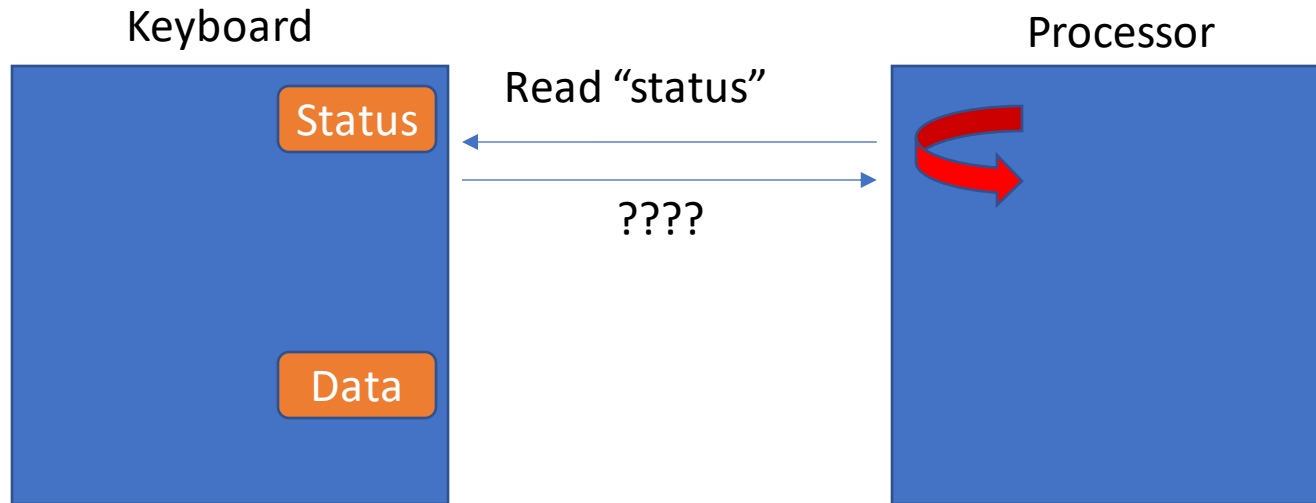 Keyboard
Processor
Read “status”
Status
????
Data